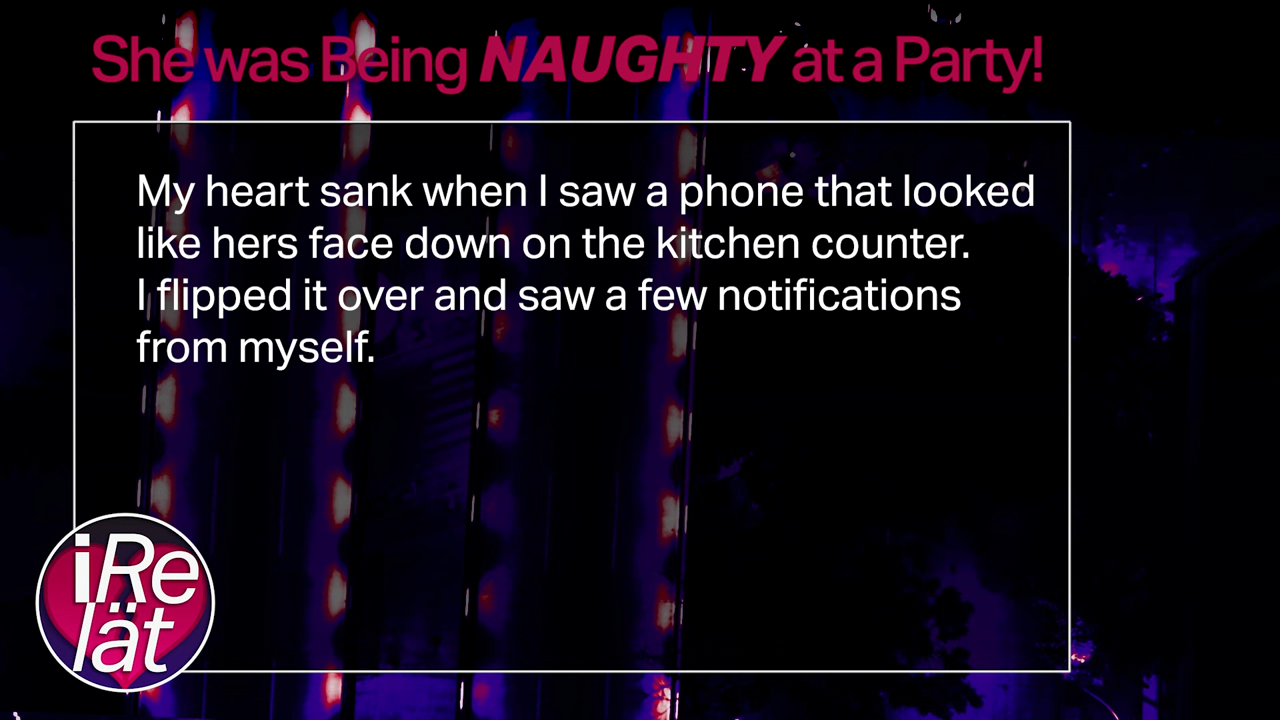 She was Being NAUGHTY at a Party!
My heart sank when I saw a phone that looked
like hers face down on the kitchen counter.
I flipped it over and saw a few notifications
from myself.
iRe
lät